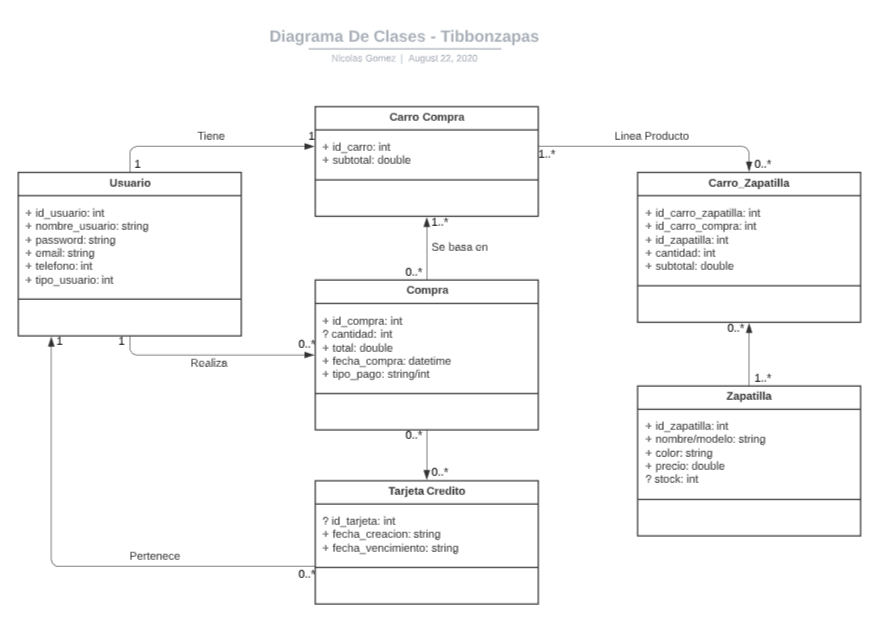 Diagrama De Clases - Tibbonzapas
Nicolas Gomez | August 22, 2020
Carro Compra
+ id_carro: int
+ subtotal: double
Tiene
1
1
Linea Producto
1..*
0..*
Usuario
+ id_usuario: int
+ nombre_usuario: string
+ password: string
+ email: string
+ telefono: int
+ tipo_usuario: int
Carro_Zapatilla
+ id_carro_zapatilla: int
+ id_carro_compra: int
+ id_zapatilla: int
+ cantidad: int
+ subtotal: double
1..*
Se basa en
0..*
Compra
+ id_compra: int
? cantidad: int
+ total: double
+ fecha_compra: datetime
+ tipo_pago: string/int
1
1
0..*
Realiza
0..*
1..*
Zapatilla
+ id_zapatilla: int
+ nombre/modelo: string
+ color: string
+ precio: double
? stock: int
0..*
0..*
Tarjeta Credito
? id_tarjeta: int
+ fecha_creacion: string
+ fecha_vencimiento: string
Pertenece
0..*